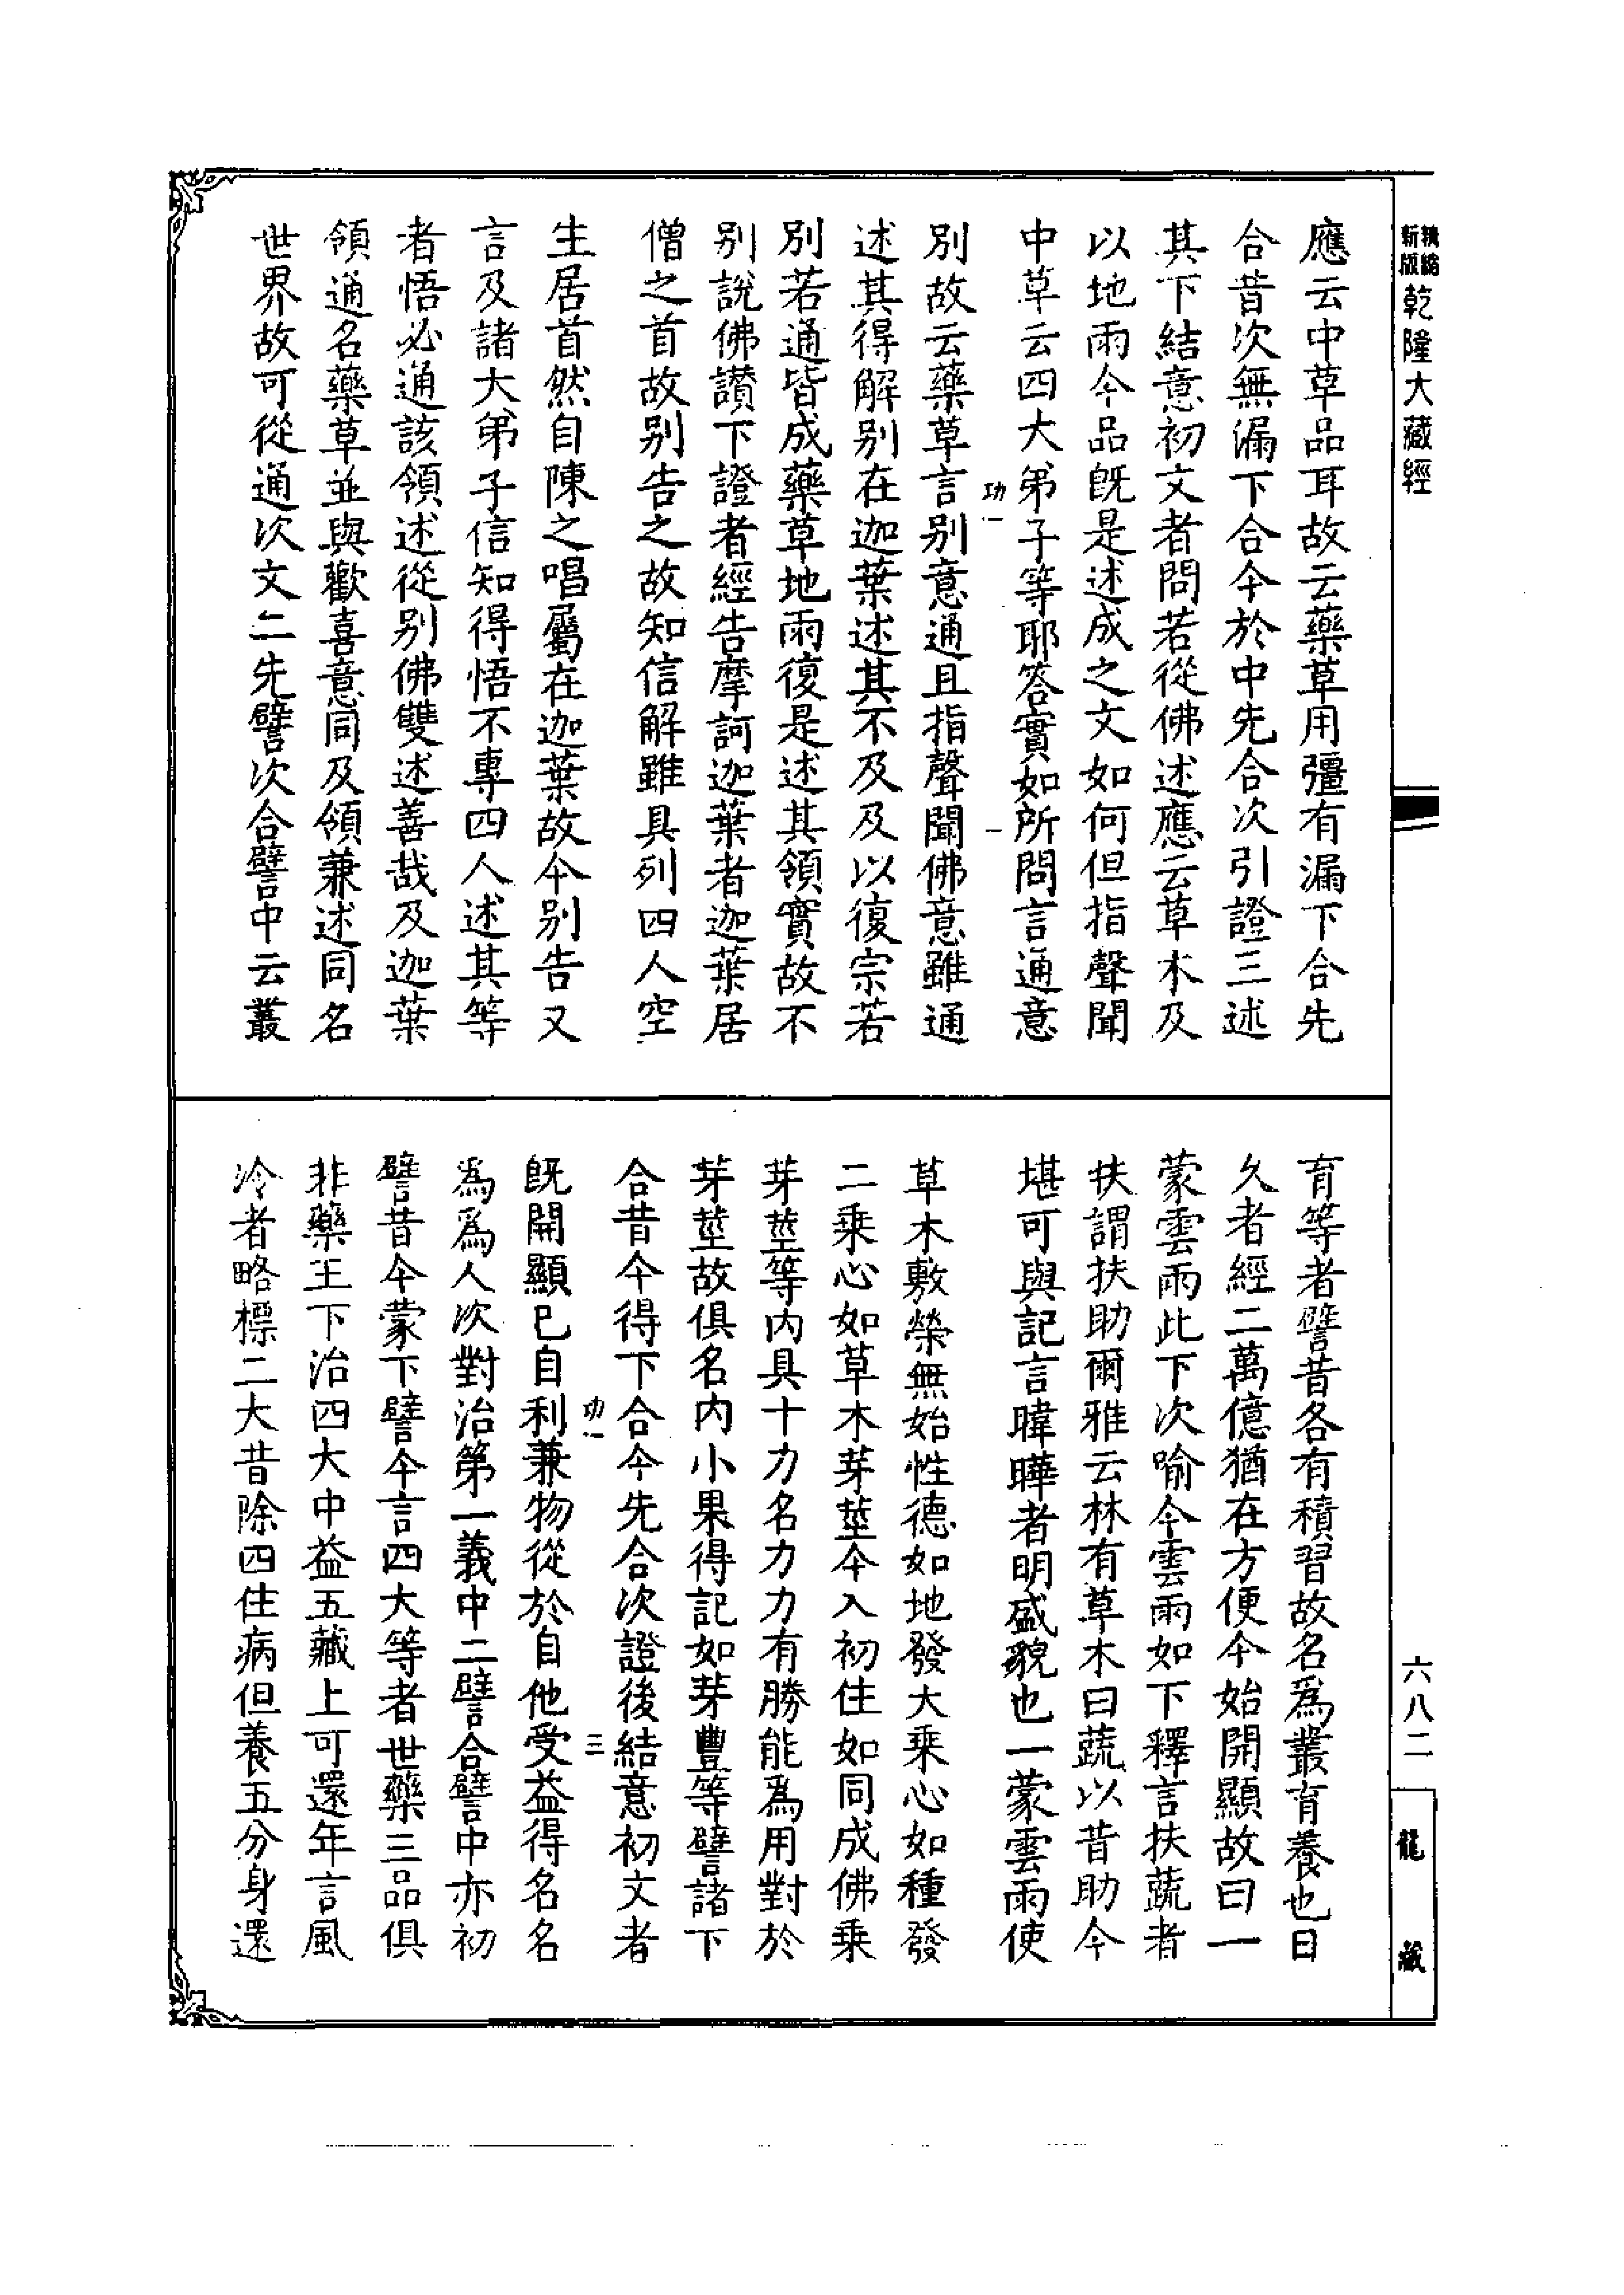 精編
新版
乾隆大藏經
應云中草品耳故云藥草用彊有漏下合先
合昔次無漏下合今於中先合次引證三述
其下結意初文者問若從佛述應云草木及
以地雨今品旣是述成之文如何但指聲聞
中草云四大弟子等耶答實如所問言通意
功一
一
別故云藥草言別意通且指聲聞佛意雖通
述其得解別在迦葉述其不及及以復宗若
別若通皆成藥草地雨復是述其領實故不
別說佛讚下證者經告摩訶迦葉者迦葉居
僧之首故別告之故知信解雖具列四人空
生居首然自陳之唱屬在迦葉故今別告又
言及諸大弟子信知得悟不專四人述其等
者悟必通該領述從別佛雙述善哉及迦葉
領通名藥草並與歡喜意同及領兼述同名
世界故可從通次文二先譬次合譬中云叢
育等者譬昔各有積習故名爲叢育養也曰
久者經二萬億猶在方便今始開顯故曰一
蒙雲雨此下次喻今雲雨如下釋言扶蔬者
扶謂扶助爾雅云林有草木曰蔬以昔助今
堪可與記言暐曄者明盛貌也一蒙雲雨使
草木敷榮無始性德如地發大乘心如種發
二乘心如草木芽莖今入初住如同成佛乘
芽莖等內具十力名力力有勝能爲用對於
芽莖故俱名內小果得記如芽豐等譬諸下
合昔今得下合今先合次證後結意初文者
功一
三
旣開顯已自利兼物從於自他受益得名名
爲爲人次對治第一義中二譬合譬中亦初
譬昔今蒙下譬今言四大等者世藥三品俱
非藥王下治四大中益五藏上可還年言風
冷者略標二大昔除四住病但養五分身還
六八二
龍藏